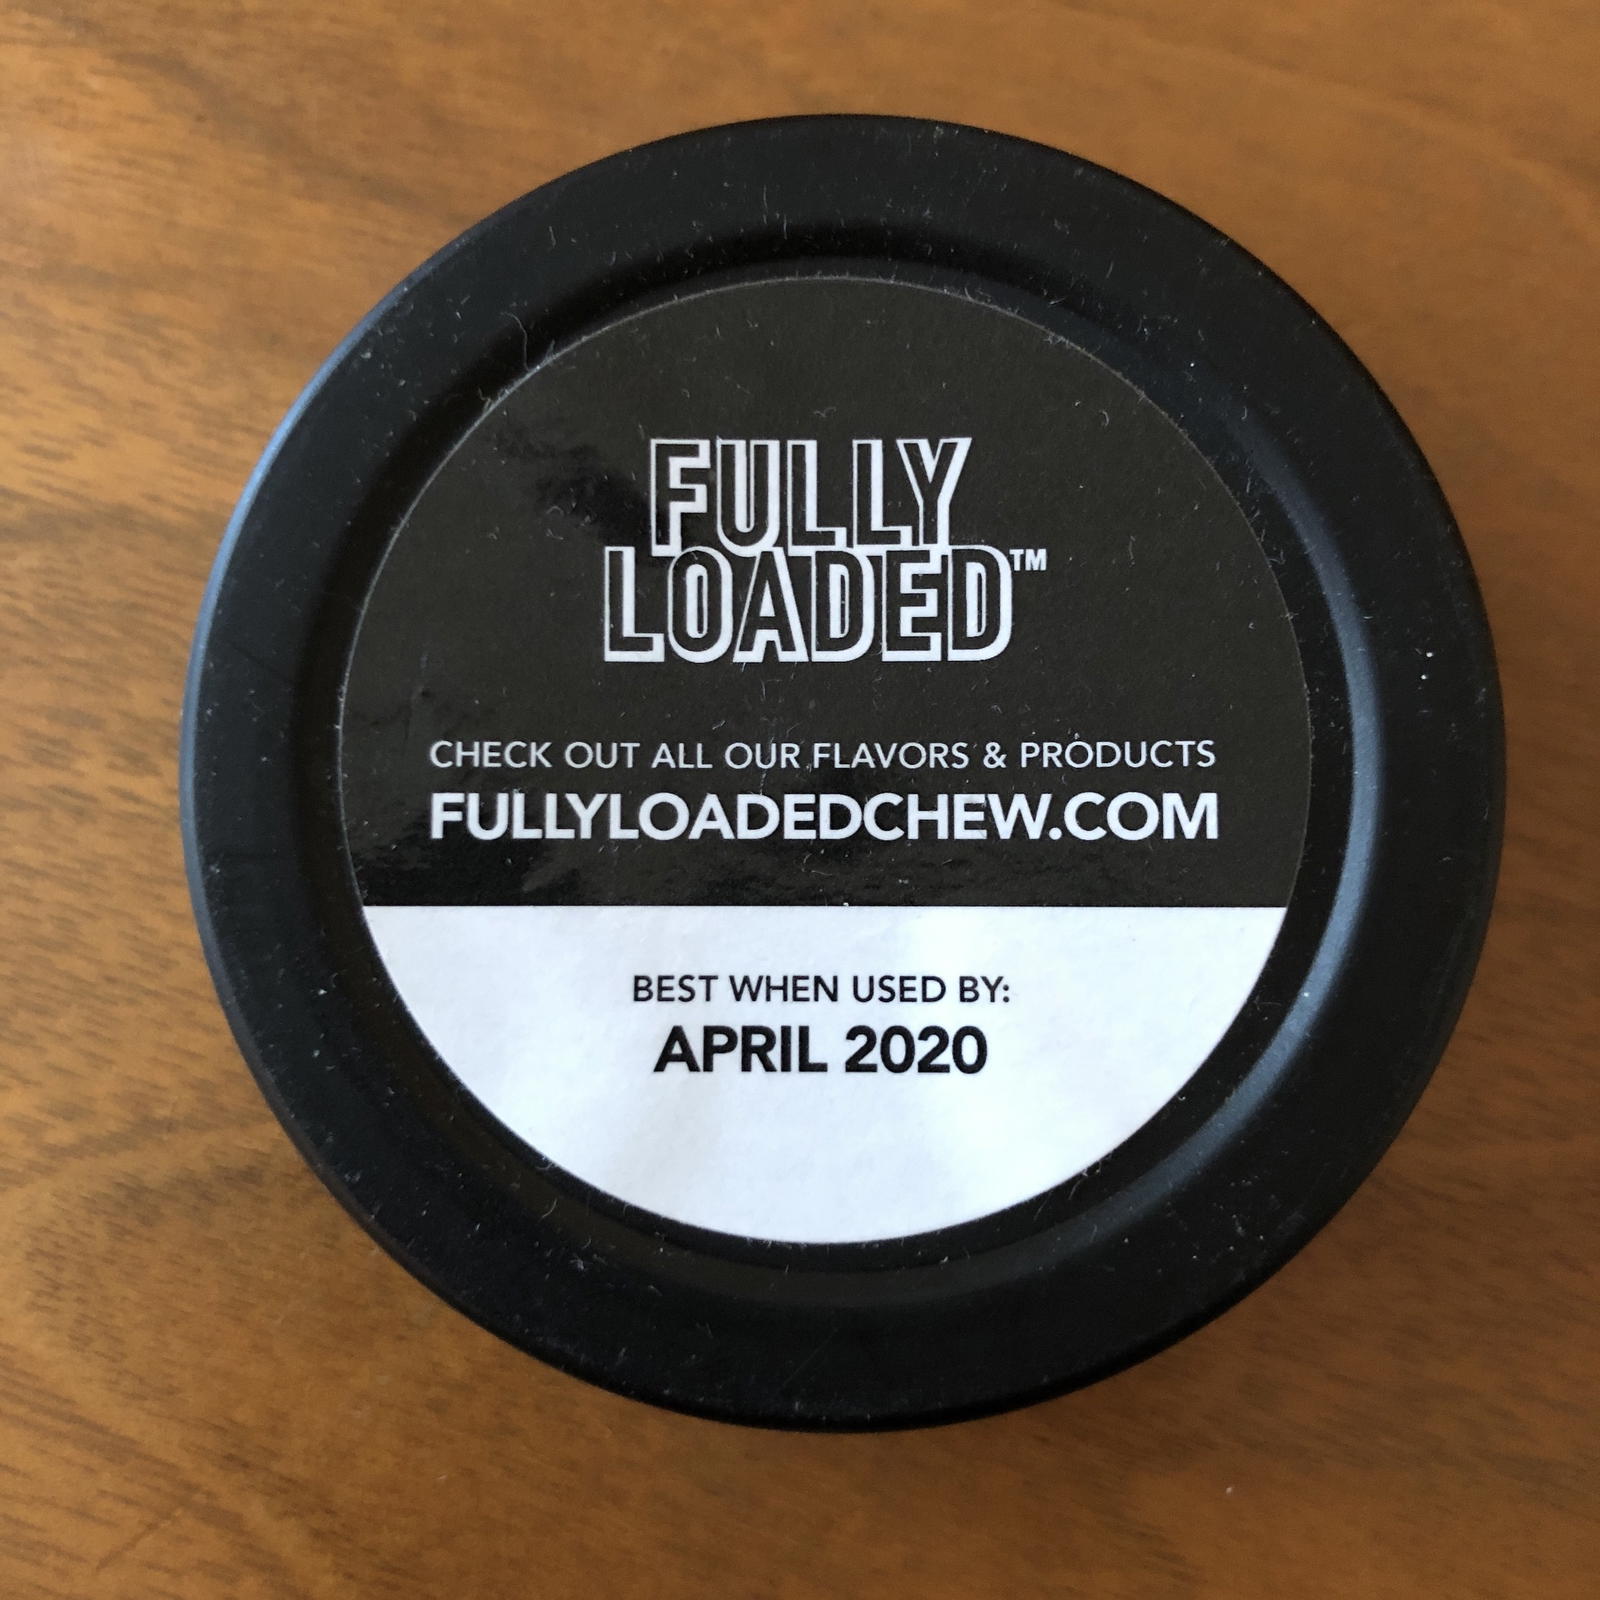 FULLY
LOADED™
CHECK OUT ALL OUR FLAVORS & PRODUCTS
FULLYLOADEDCHEW.COM
BEST WHEN USED BY:
APRIL 2020